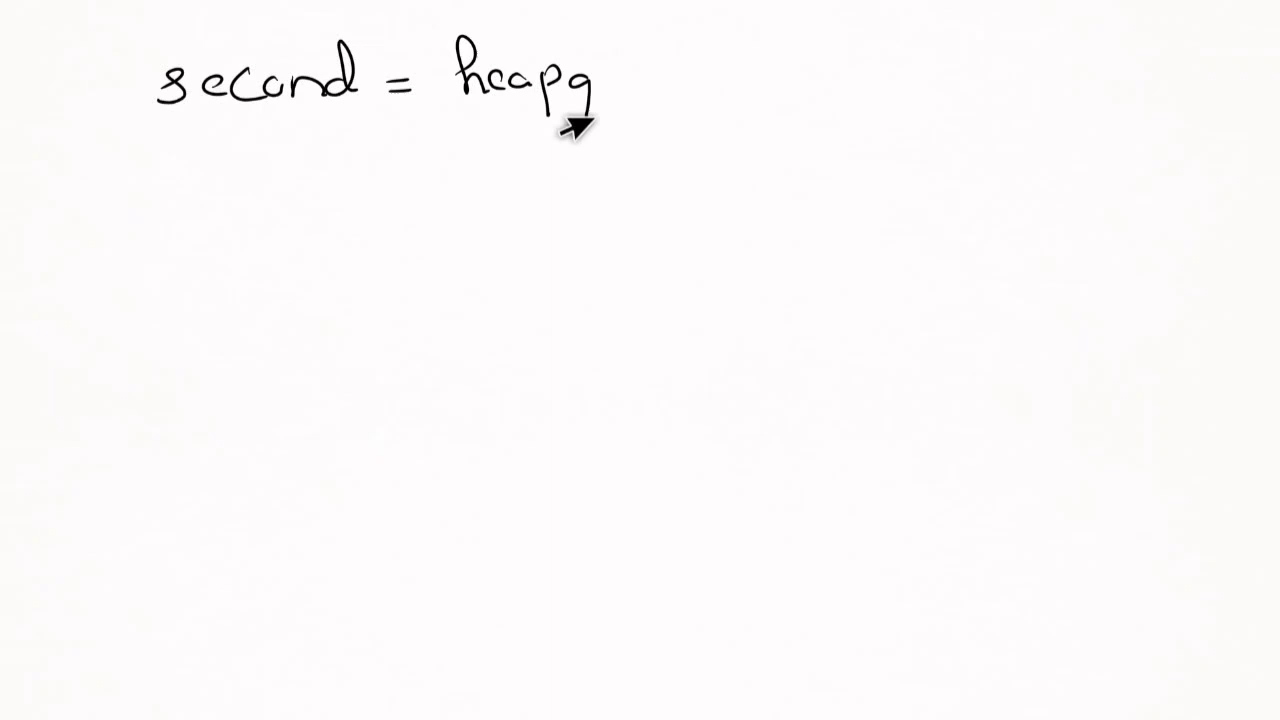 second = heapq